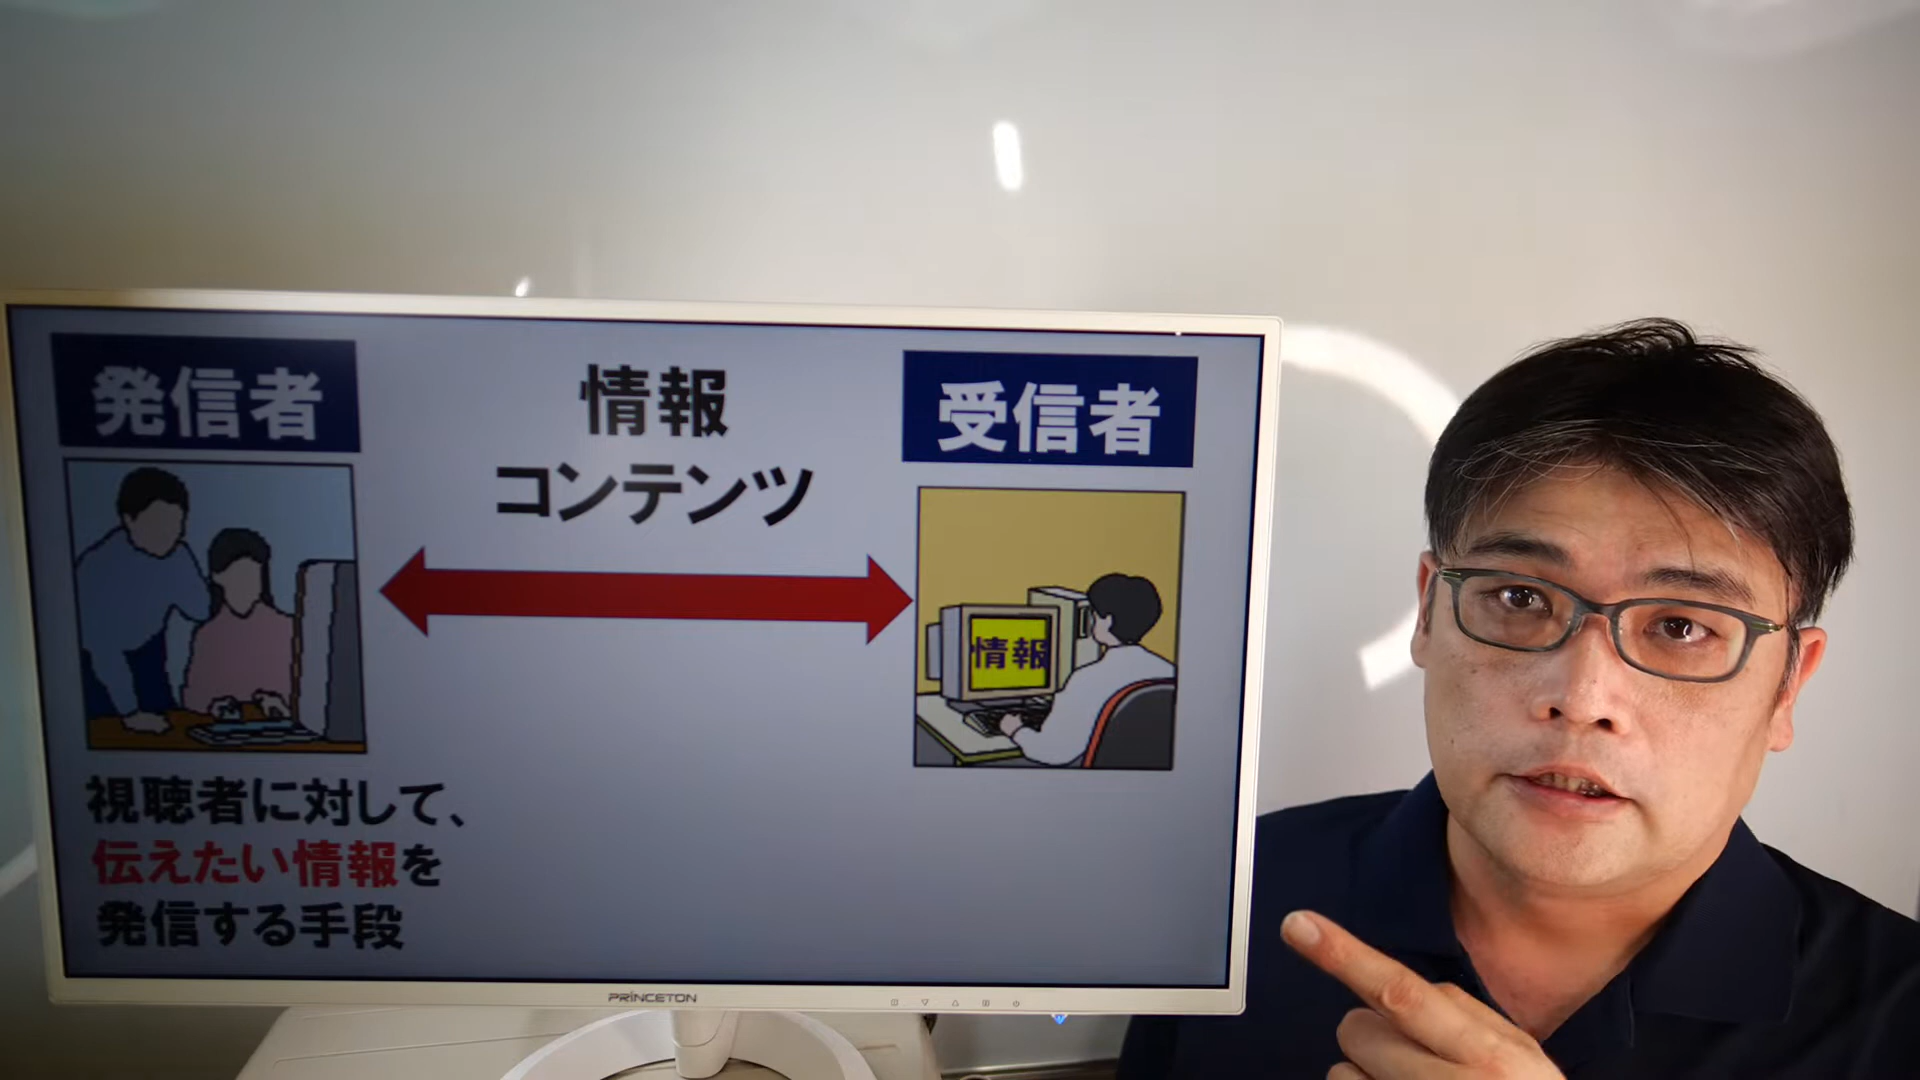 発信者
情報
コンテンツ
受信者
情報
視聴者に対して、
伝えたい情報を
発信する手段
PRINCETON